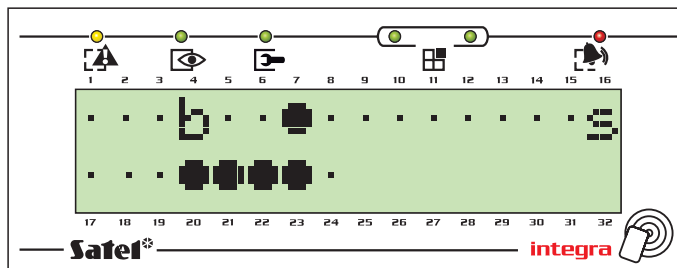 1 2 3 4 5 6 7 8 9 10 11 12 13 14 15 16
· · · b · · ● · · · · · · · · s
· · · ● ● ● ● ·
17 18 19 20 21 22 23 24 25 26 27 28 29 30 31 32
Satel* integra